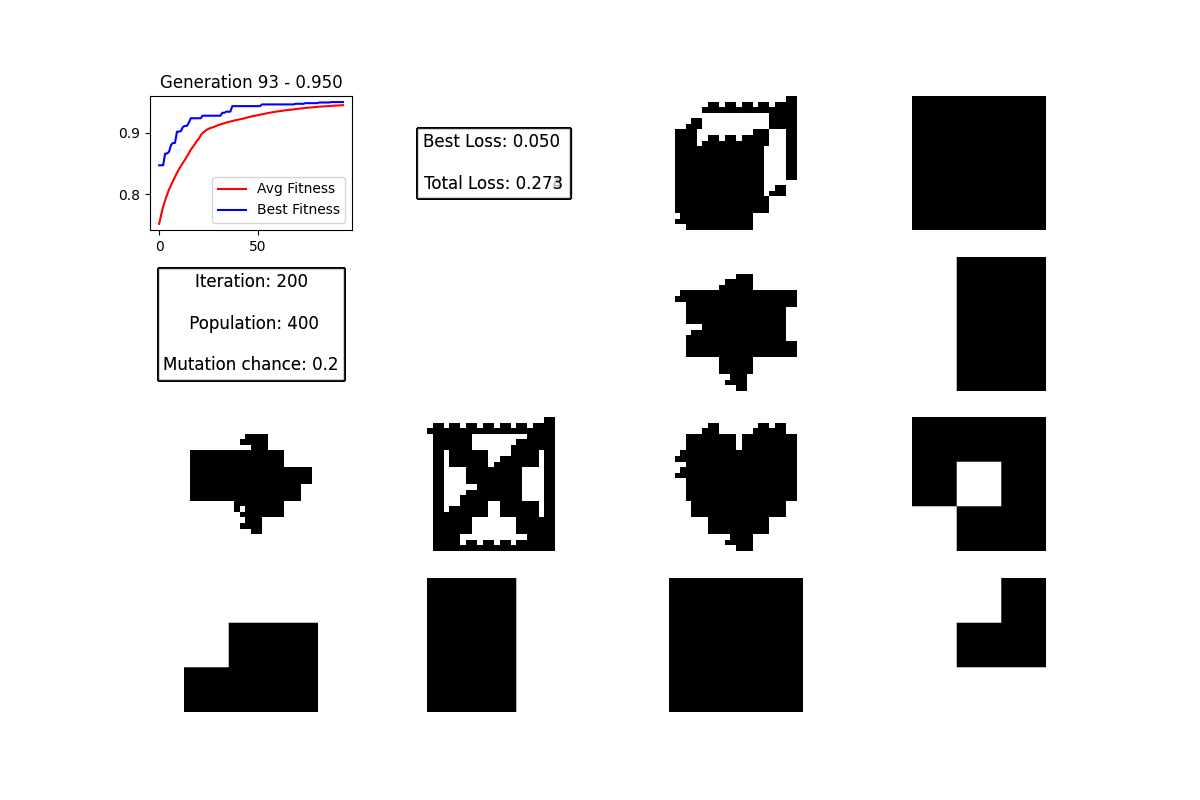 Generation 93 - 0.950
0.9
0.8
Avg Fitness
Best Fitness
0 50
Best Loss: 0.050
Total Loss: 0.273
Iteration: 200
Population: 400
Mutation chance: 0.2